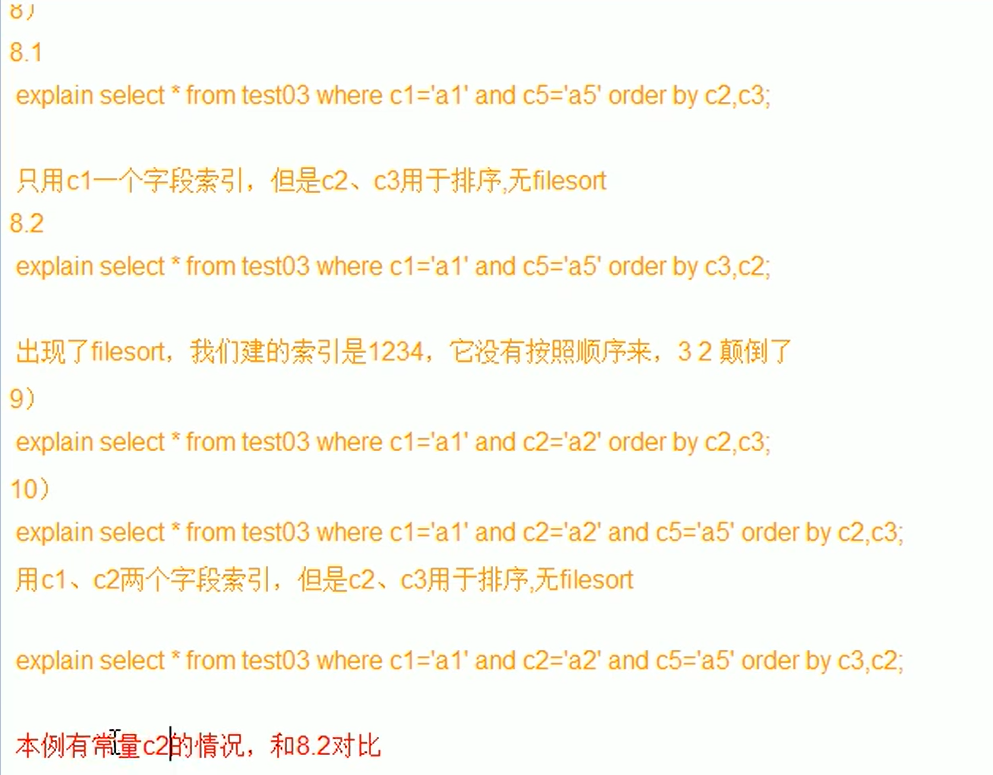 8）
8.1
explain select * from test03 where c1='a1' and c5='a5' order by c2,c3;
只用c1一个字段索引，但是c2、c3用于排序,无filesort
8.2
explain select * from test03 where c1='a1' and c5='a5' order by c3,c2;
出现了filesort，我们建的索引是1234，它没有按照顺序来，3 2 颠倒了
9）
explain select * from test03 where c1='a1' and c2='a2' order by c2,c3;
10）
explain select * from test03 where c1='a1' and c2='a2' and c5='a5' order by c2,c3;
用c1、c2两个字段索引，但是c2、c3用于排序,无filesort
explain select * from test03 where c1='a1' and c2='a2' and c5='a5' order by c3,c2;
本例有常量c2的情况，和8.2对比